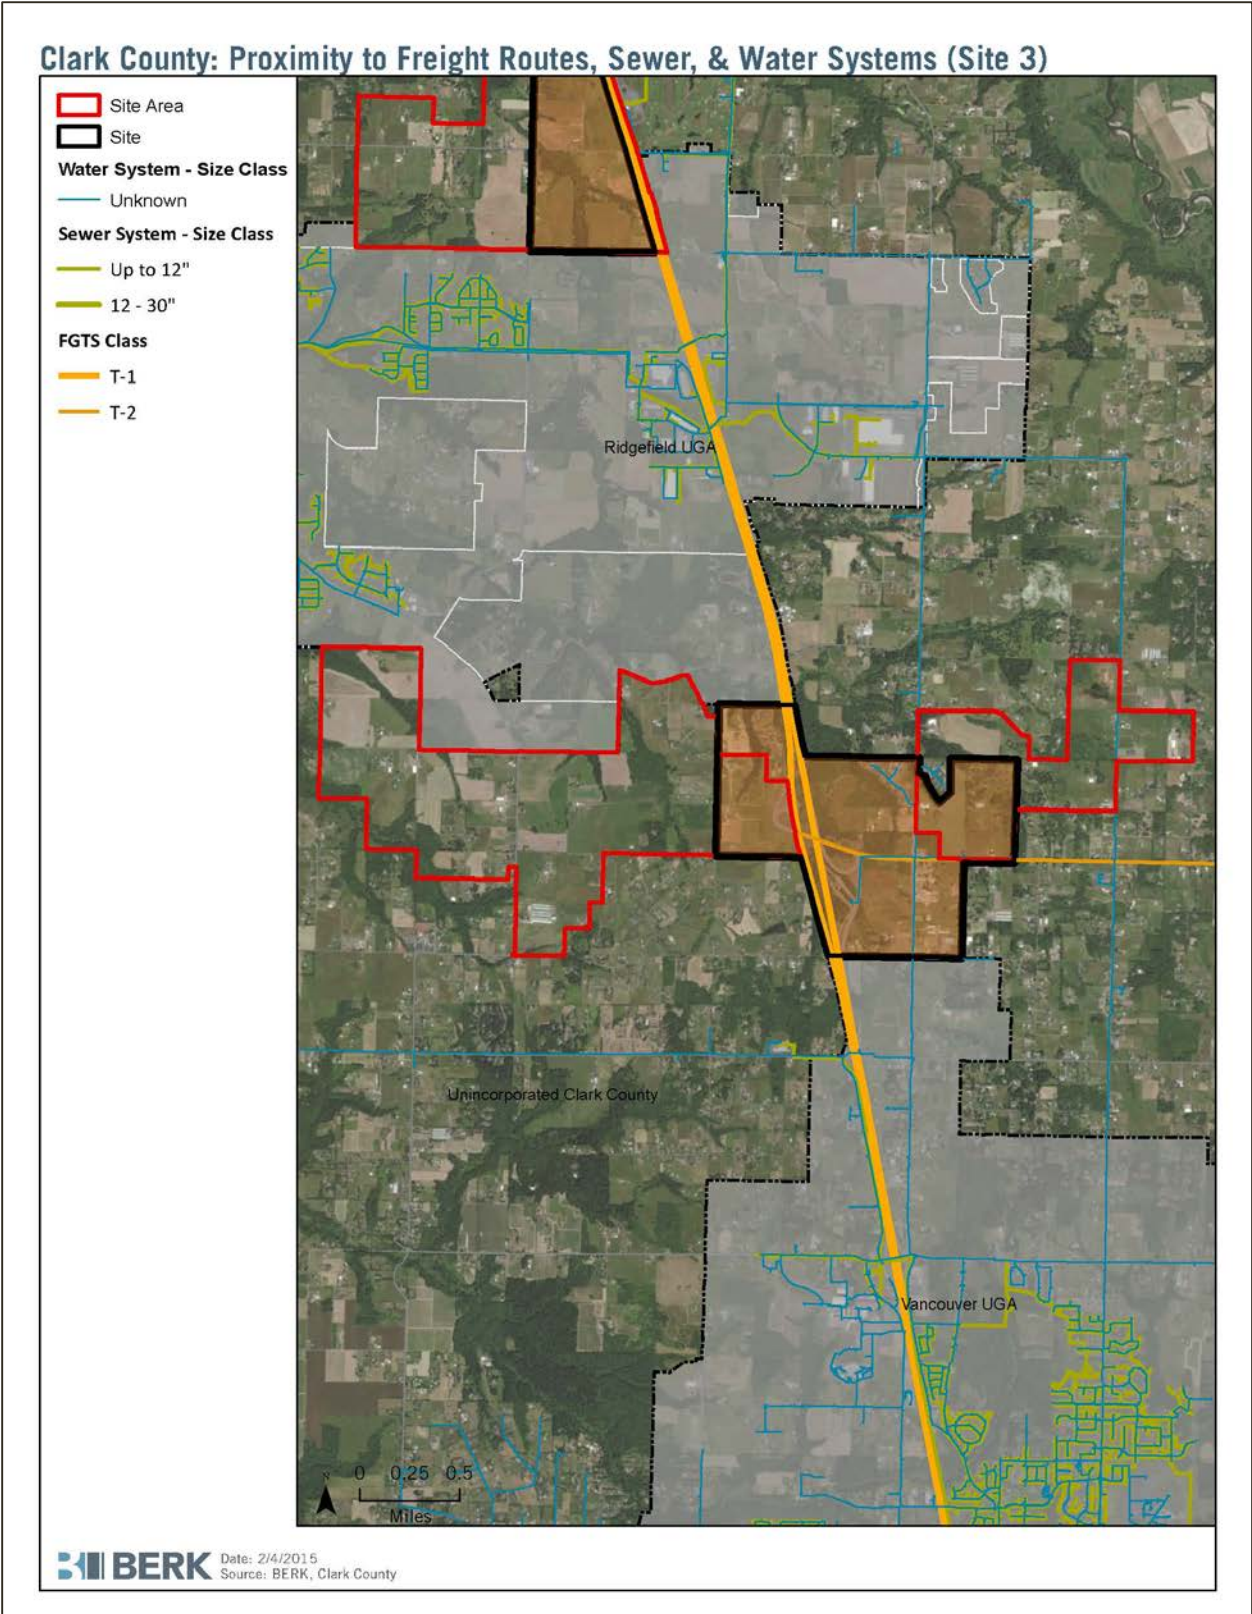 Clark County: Proximity to Freight Routes, Sewer, & Water Systems (Site 3)
Site Area
Site
Water System - Size Class
Unknown
Sewer System - Size Class
Up to 12"
12 - 30"
FGTS Class
T-1
T-2
Ridgefield UGA
Unincorporated Clark County
Vancouver UGA
N
0 0.25 0.5
Miles
BERK
Date: 2/4/2015
Source: BERK, Clark County